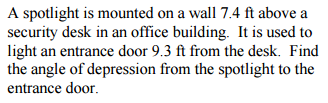 A spotlight is mounted on a wall 7.4 ft above a
security desk in an office building.  It is used to
light an entrance door 9.3 ft from the desk.  Find
the angle of depression from the spotlight to the
entrance door.